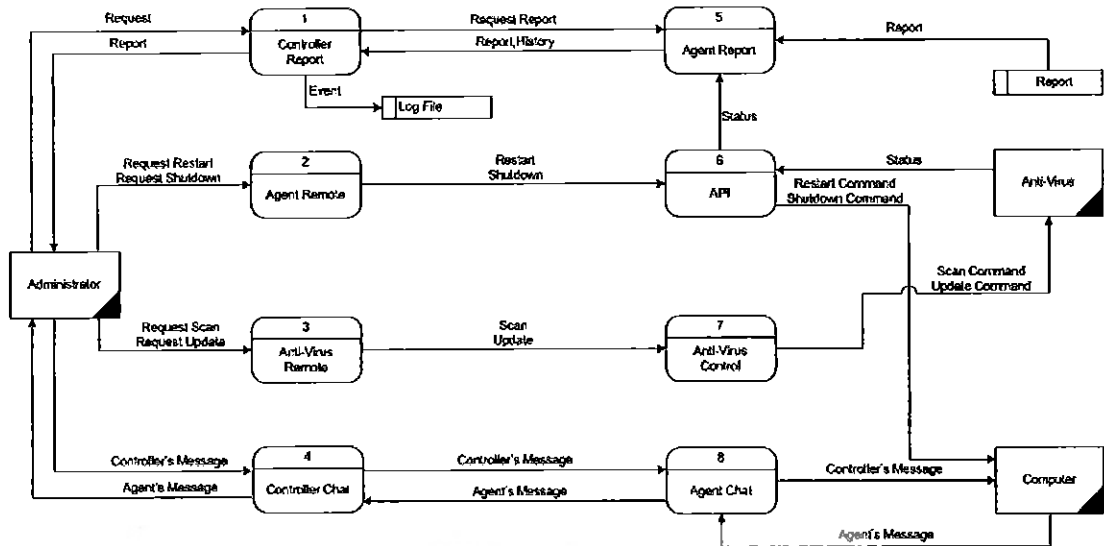 Request
Report
1
Controller
Report
Request Report
Report,History
5
Agent Report
Report
Report
Event
Log File
Status
Request Restart
Request Shutdown
2
Agent Remote
Restart
Shutdown
6
API
Status
Restart Command
Shutdown Command
Anti-Virus
Administrator
Scan Command
Update Command
Request Scan
Request Update
3
Anti-Virus
Remote
Scan
Update
7
Anti-Virus
Control
Controller's Message
Agent's Message
4
Controller Chat
Controller's Message
Agent's Message
8
Agent Chat
Controller's Message
Computer
Agent's Message